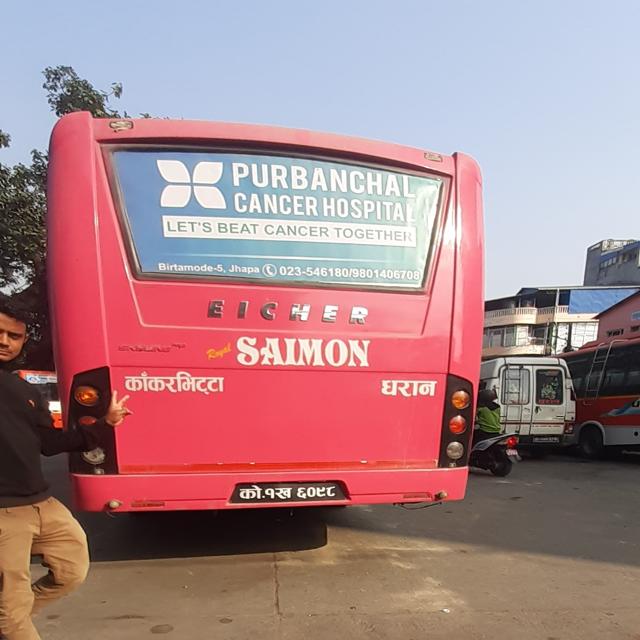 PURBANCHAL
CANCER HOSPITAL
LET'S BEAT CANCER TOGETHER
Birtamode-5, Jhapa 023-546180/9801406708
EICHER
Royal SAIMON
काँकरभिट्टा धरान
को.१ख ६०९८